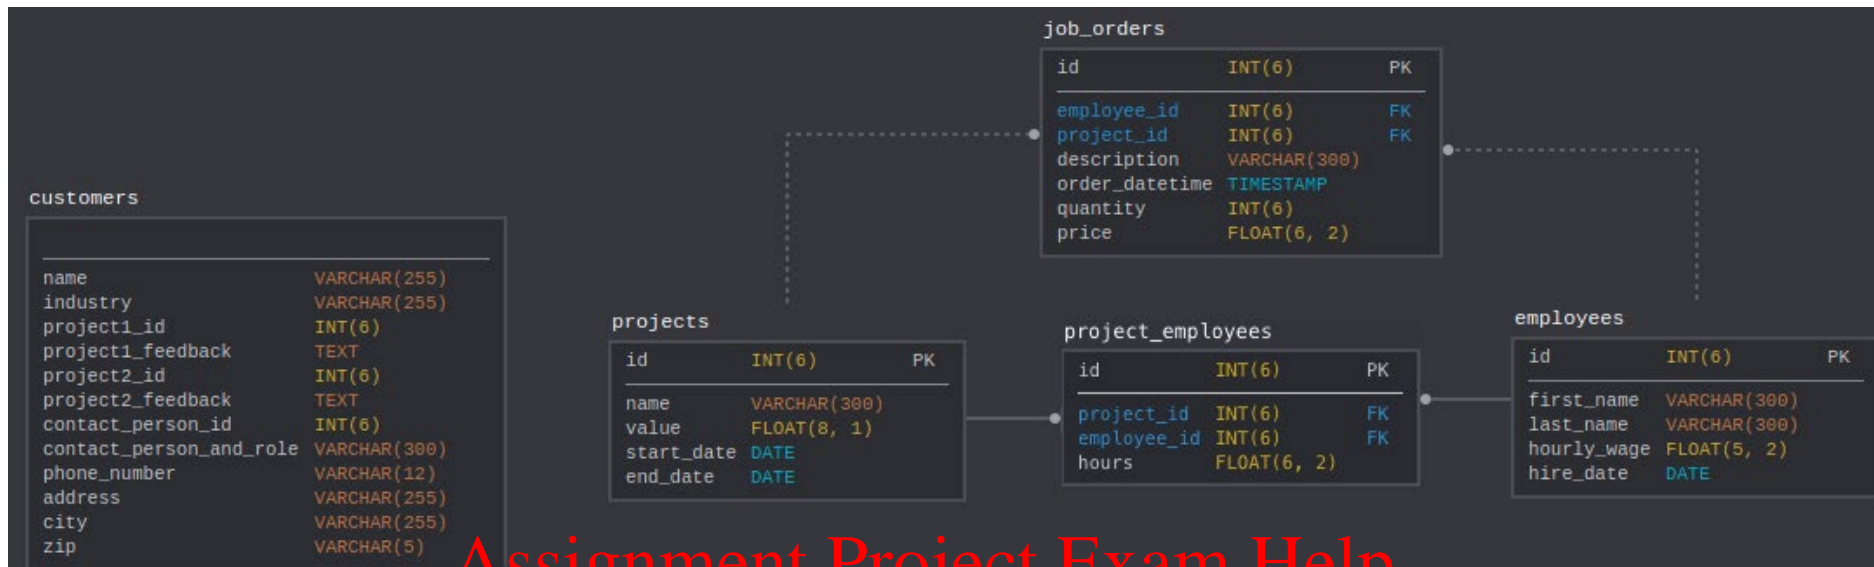 job_orders
id INT(6) PK
employee_id INT(6) FK
project_id INT(6) FK
description VARCHAR(300)
order_datetime TIMESTAMP
quantity INT(6)
price FLOAT(6, 2)
customers
name VARCHAR(255)
industry VARCHAR(255)
project1_id INT(6)
project1_feedback TEXT
project2_id INT(6)
project2_feedback TEXT
contact_person_id INT(6)
contact_person_and_role VARCHAR(300)
phone_number VARCHAR(12)
address VARCHAR(255)
city VARCHAR(255)
zip VARCHAR(5)
projects
id INT(6) PK
name VARCHAR(300)
value FLOAT(8, 1)
start_date DATE
end_date DATE
project_employees
id INT(6) PK
project_id INT(6) FK
employee_id INT(6) FK
hours FLOAT(6, 2)
employees
id INT(6) PK
first_name VARCHAR(300)
last_name VARCHAR(300)
hourly_wage FLOAT(5, 2)
hire_date DATE
Assignment Project Exam Help